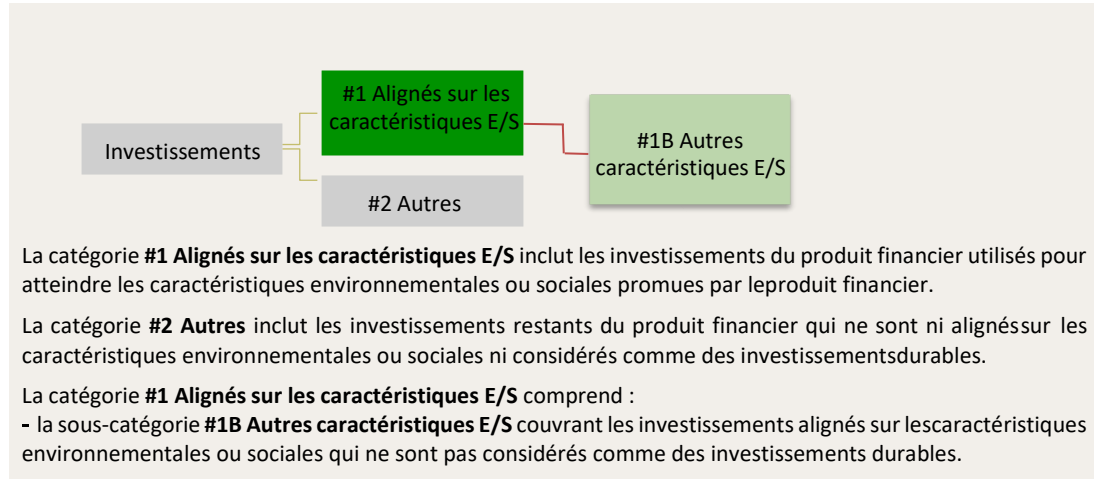 #1 Alignés sur les
caractéristiques E/S
Investissements
#1B Autres
caractéristiques E/S
#2 Autres
La catégorie #1 Alignés sur les caractéristiques E/S inclut les investissements du produit financier utilisés pour
atteindre les caractéristiques environnementales ou sociales promues par leproduit financier.
La catégorie #2 Autres inclut les investissements restants du produit financier qui ne sont ni alignéssur les
caractéristiques environnementales ou sociales ni considérés comme des investissementsdurables.
La catégorie #1 Alignés sur les caractéristiques E/S comprend :
- la sous-catégorie #1B Autres caractéristiques E/S couvrant les investissements alignés sur lescaractéristiques
environnementales ou sociales qui ne sont pas considérés comme des investissements durables.